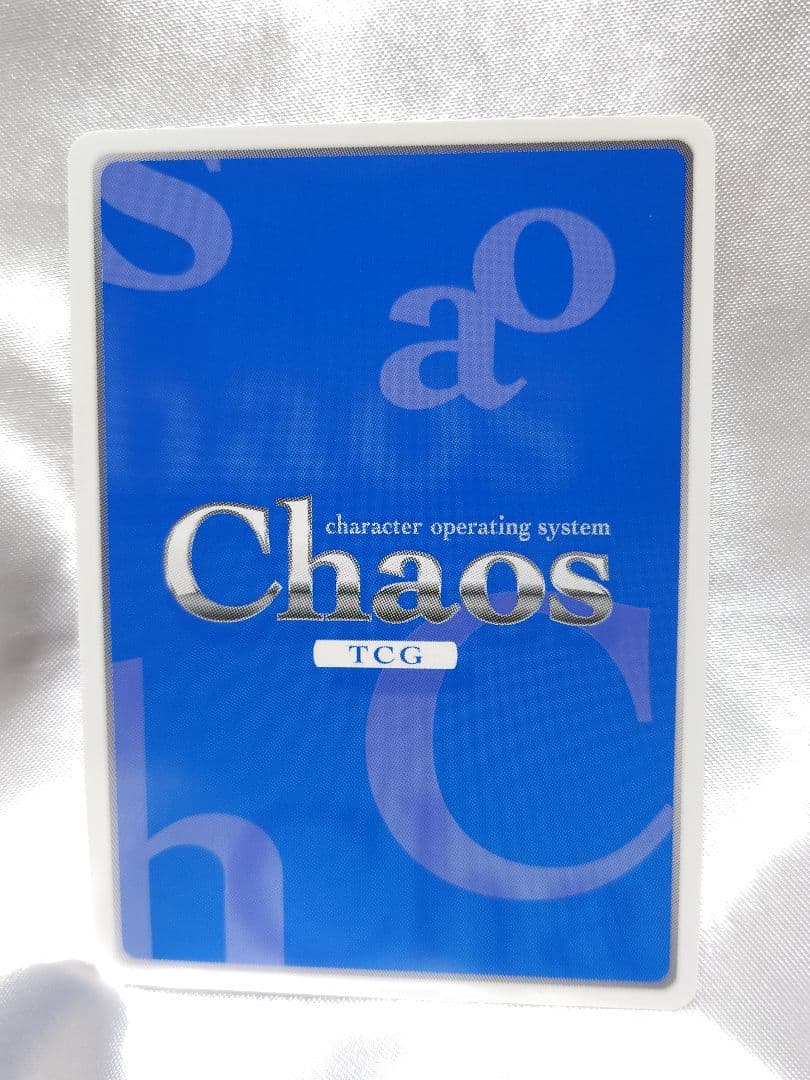 s
o
a
character operating system
Chaos
TCG
C
h